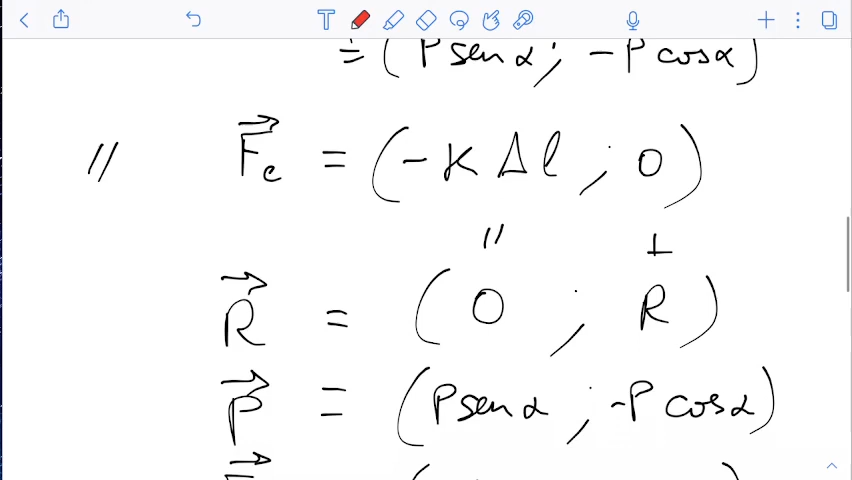 = (P sen α ; - P cos α)
// F⃗e = (- K Δl ; 0)
// ⊥
R⃗ = (0 ; R)
P⃗ = (P sen α ; -P cos α)